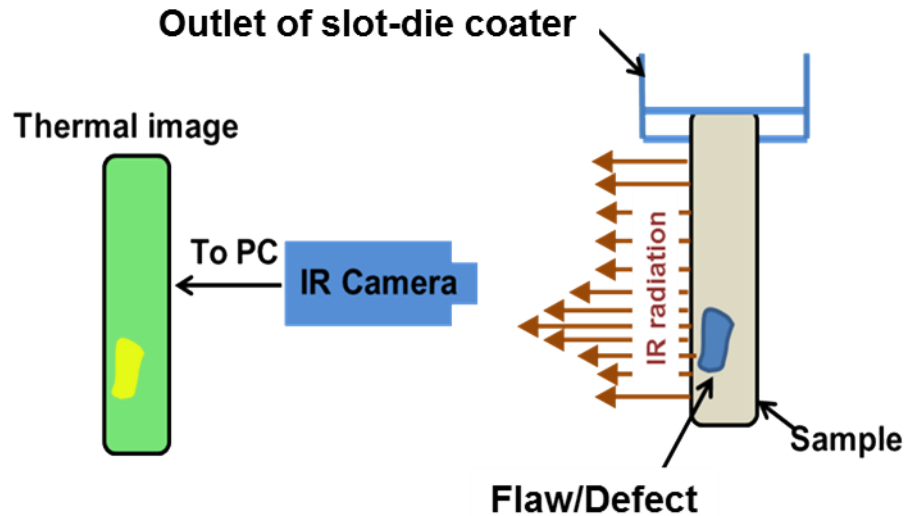 Outlet of slot-die coater
Thermal image
To PC
IR Camera
IR radiation
Sample
Flaw/Defect